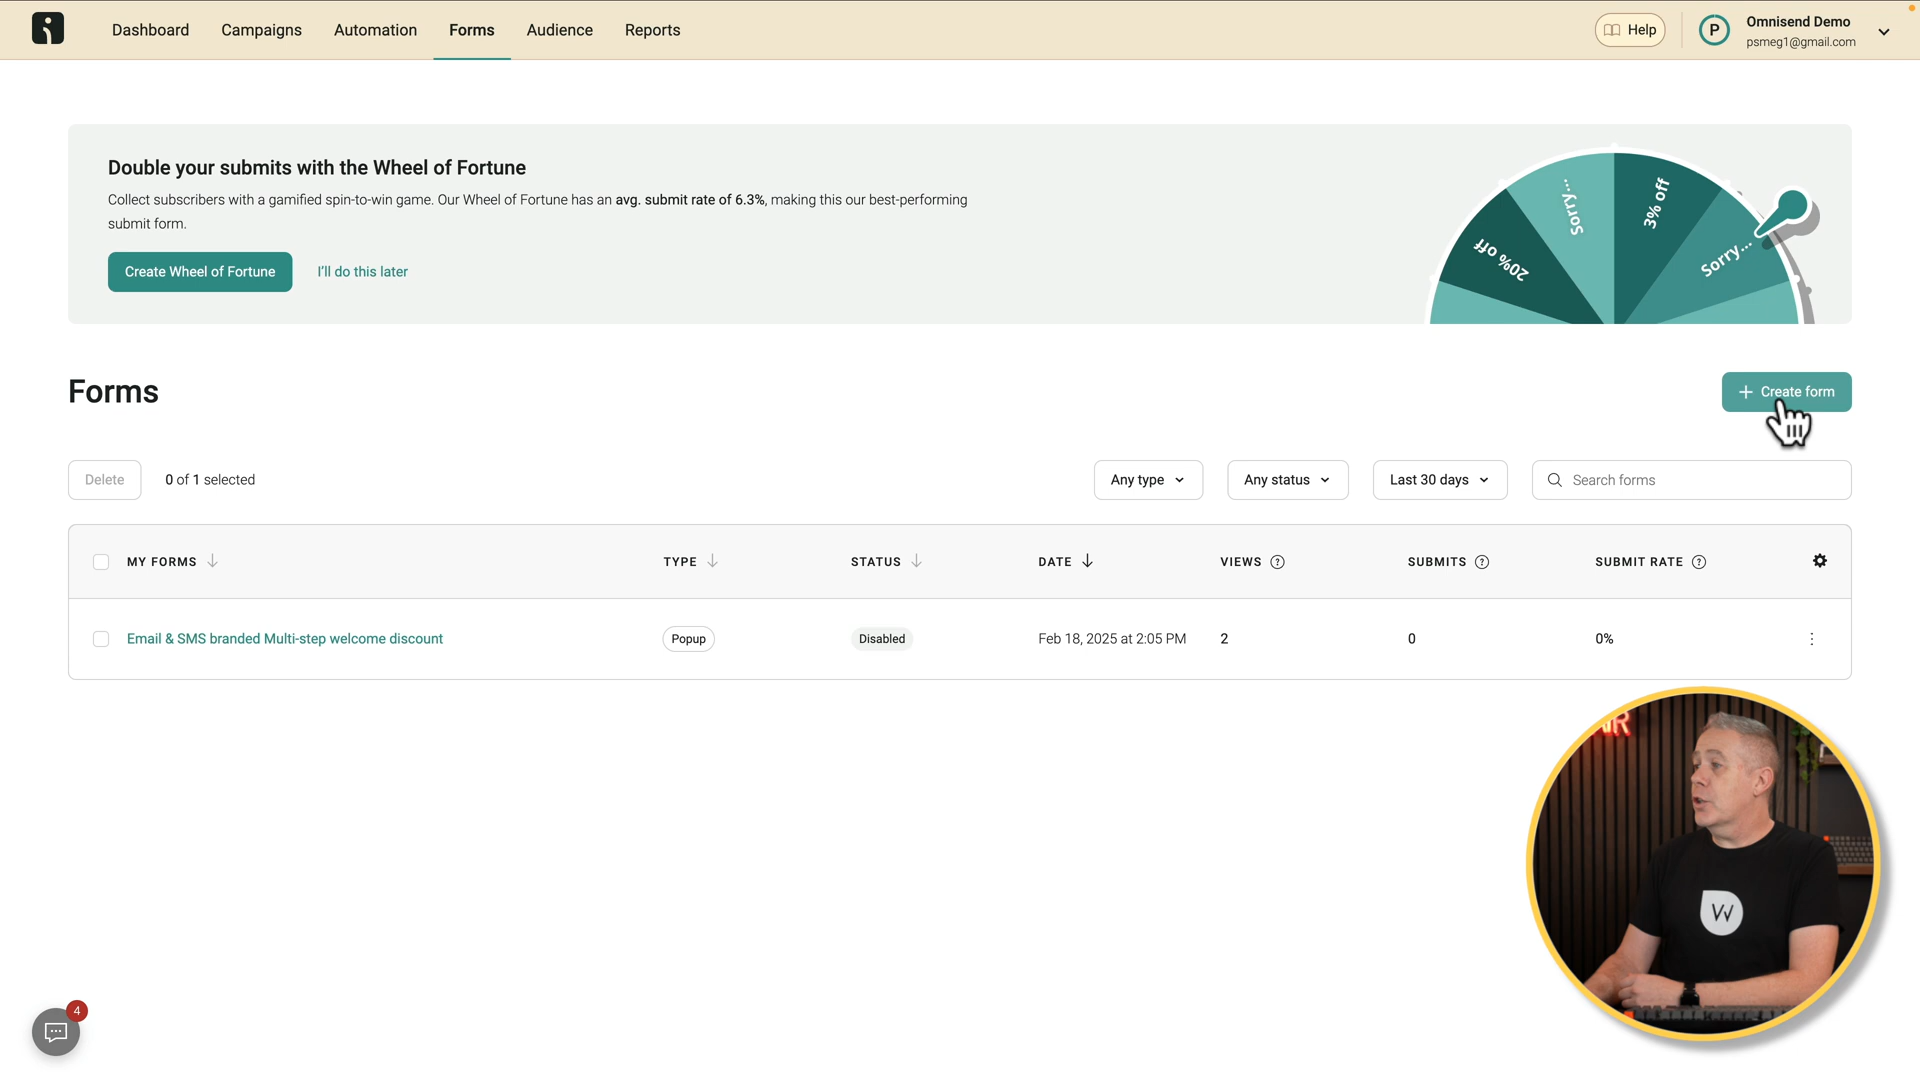 Dashboard
Campaigns
Automation
Forms
Audience
Reports
Help
P
Omnisend Demo
psmeg1@gmail.com
Double your submits with the Wheel of Fortune
Collect subscribers with a gamified spin-to-win game. Our Wheel of Fortune has an avg. submit rate of 6.3%, making this our best-performing
submit form.
Create Wheel of Fortune
I'll do this later
20% off
Sorry...
3% off
Sorry...
Forms
+ Create form
Delete
0 of 1 selected
Any type
Any status
Last 30 days
Search forms
MY FORMS
TYPE
STATUS
DATE
VIEWS
SUBMITS
SUBMIT RATE
Email & SMS branded Multi-step welcome discount
Popup
Disabled
Feb 18, 2025 at 2:05 PM
2
0
0%
W
4